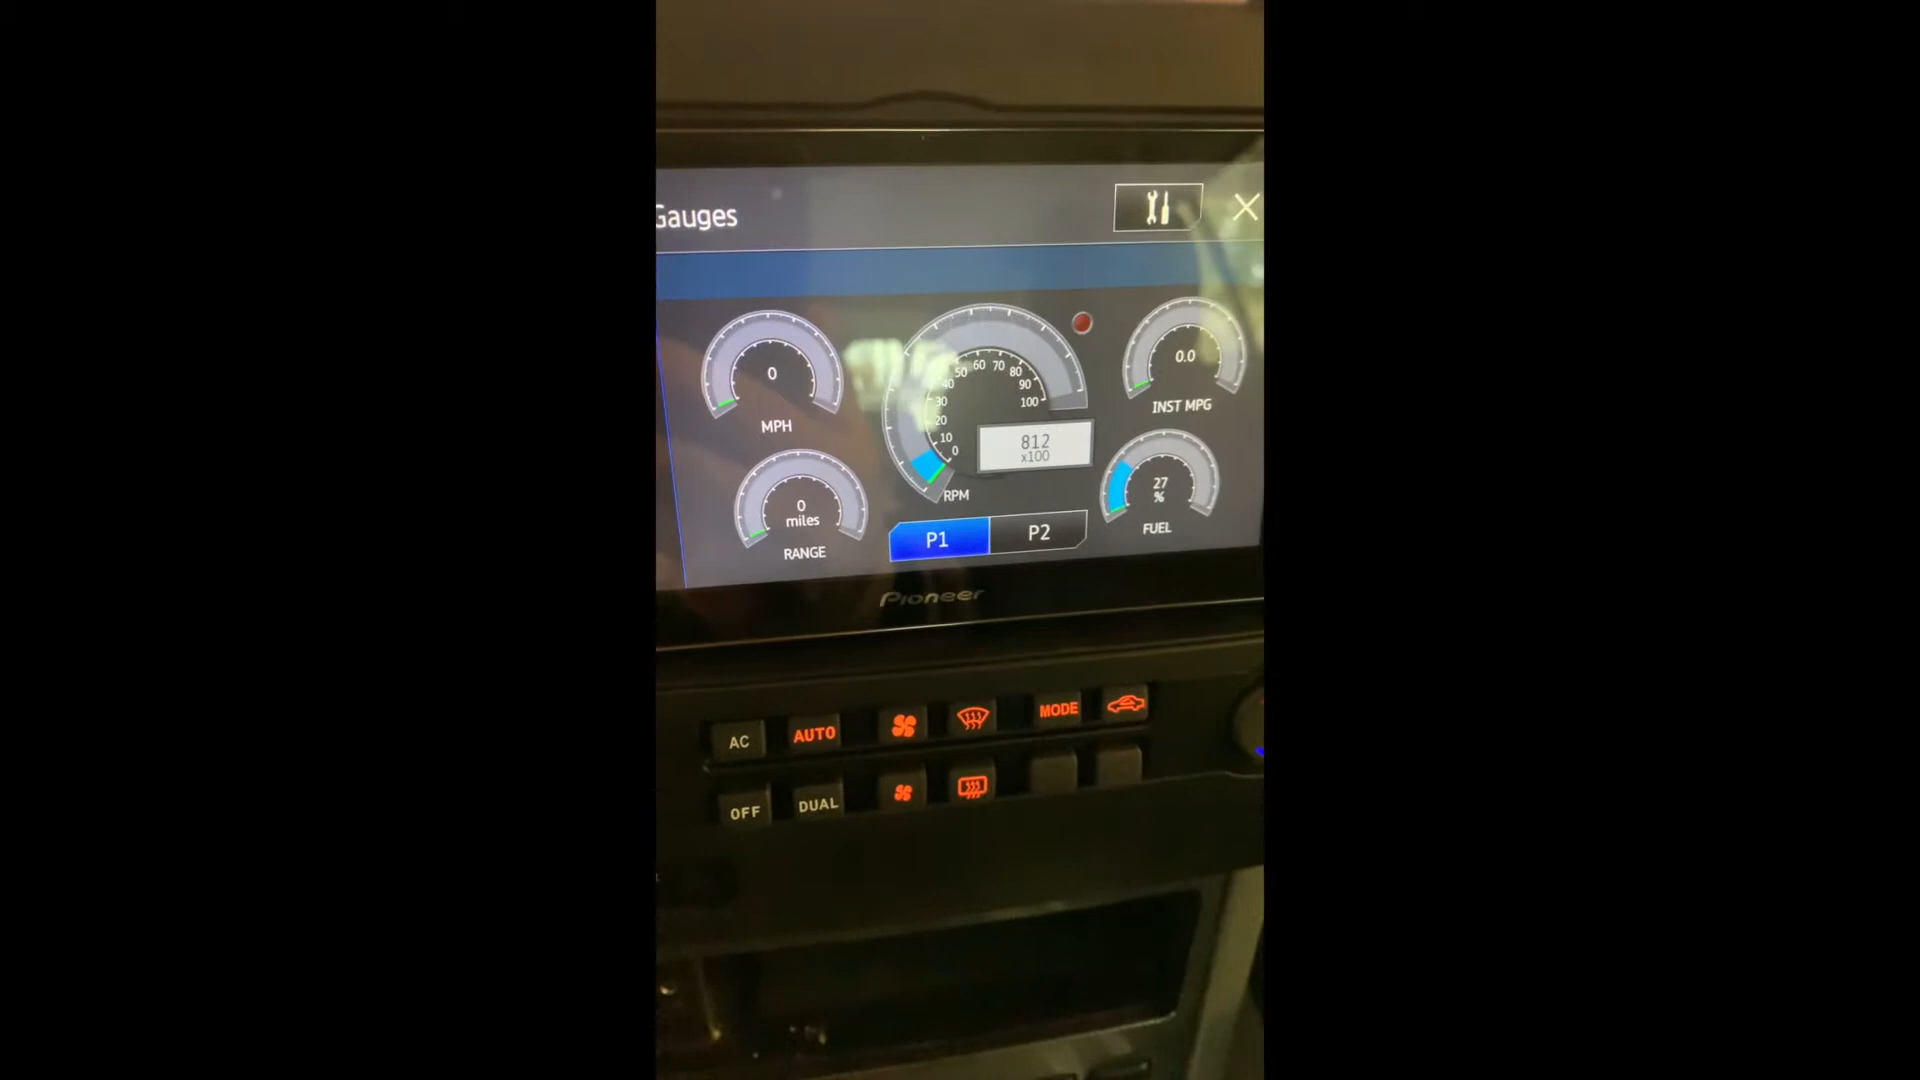 Gauges
0
MPH
0
miles
RANGE
0
10
20
30
40
50
60
70
80
90
100
812
x100
RPM
P1
P2
0.0
INST MPG
27
%
FUEL
Pioneer
AC
AUTO
MODE
OFF
DUAL